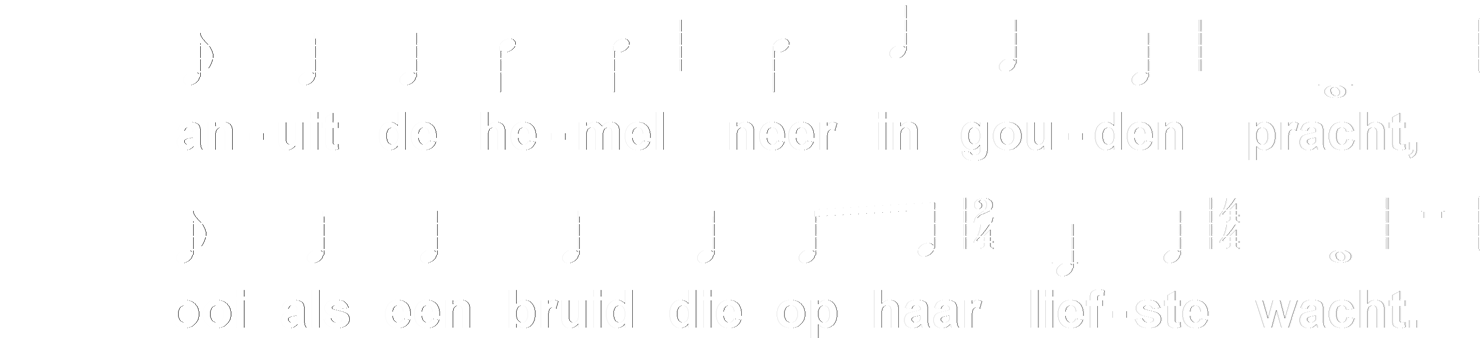 an-uit de he-mel neer in gou-den pracht,
ooi als een bruid die op haar lief-ste wacht.